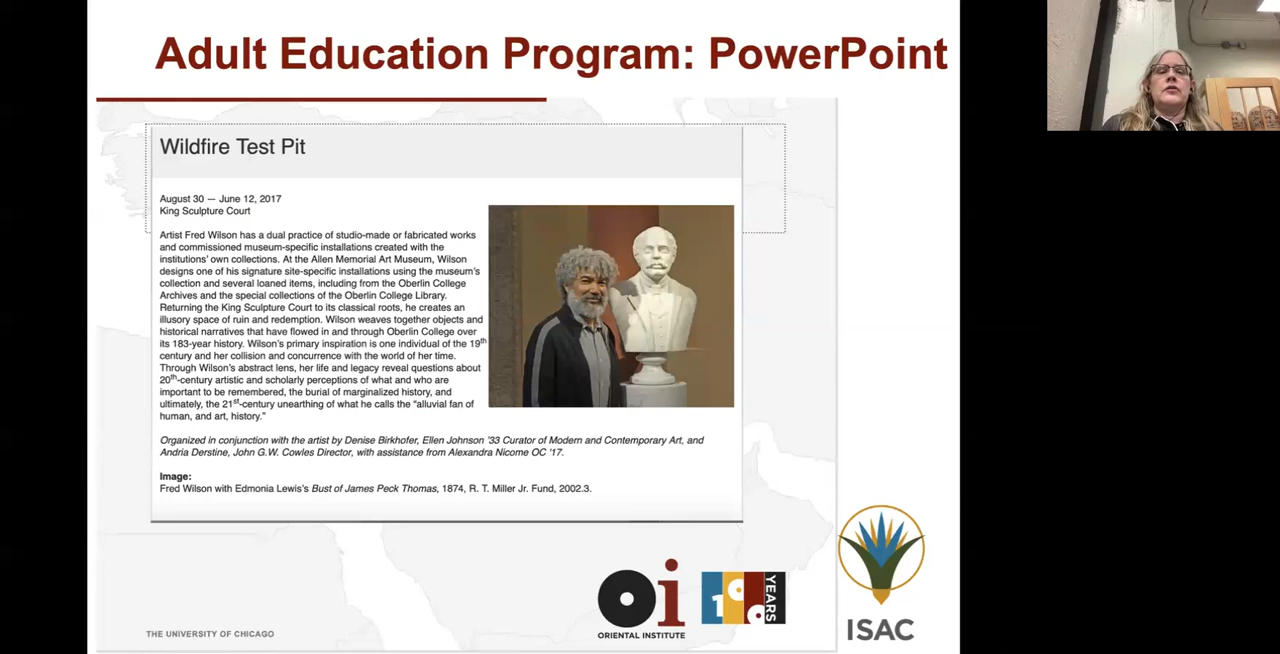 Adult Education Program: PowerPoint
Wildfire Test Pit
August 30 — June 12, 2017
King Sculpture Court
Artist Fred Wilson has a dual practice of studio-made or fabricated works
and commissioned museum-specific installations created with the
institutions' own collections. At the Allen Memorial Art Museum, Wilson
designs one of his signature site-specific installations using the museum's
collection and several loaned items, including from the Oberlin College
Archives and the special collections of the Oberlin College Library.
Returning the King Sculpture Court to its classical roots, he creates an
illusory space of ruin and redemption. Wilson weaves together objects and
historical narratives that have flowed in and through Oberlin College over
its 183-year history. Wilson's primary inspiration is one individual of the 19th
century and her collision and concurrence with the world of her time.
Through Wilson's abstract lens, her life and legacy reveal questions about
20th-century artistic and scholarly perceptions of what and who are
important to be remembered, the burial of marginalized history, and
ultimately, the 21st-century unearthing of what he calls the "alluvial fan of
human, and art, history."
Organized in conjunction with the artist by Denise Birkhofer, Ellen Johnson '33 Curator of Modern and Contemporary Art, and
Andria Derstine, John G.W. Cowles Director, with assistance from Alexandra Nicome OC '17.
Image:
Fred Wilson with Edmonia Lewis's Bust of James Peck Thomas, 1874, R. T. Miller Jr. Fund, 2002.3.
THE UNIVERSITY OF CHICAGO
oi
ORIENTAL INSTITUTE
100
YEARS
ISAC